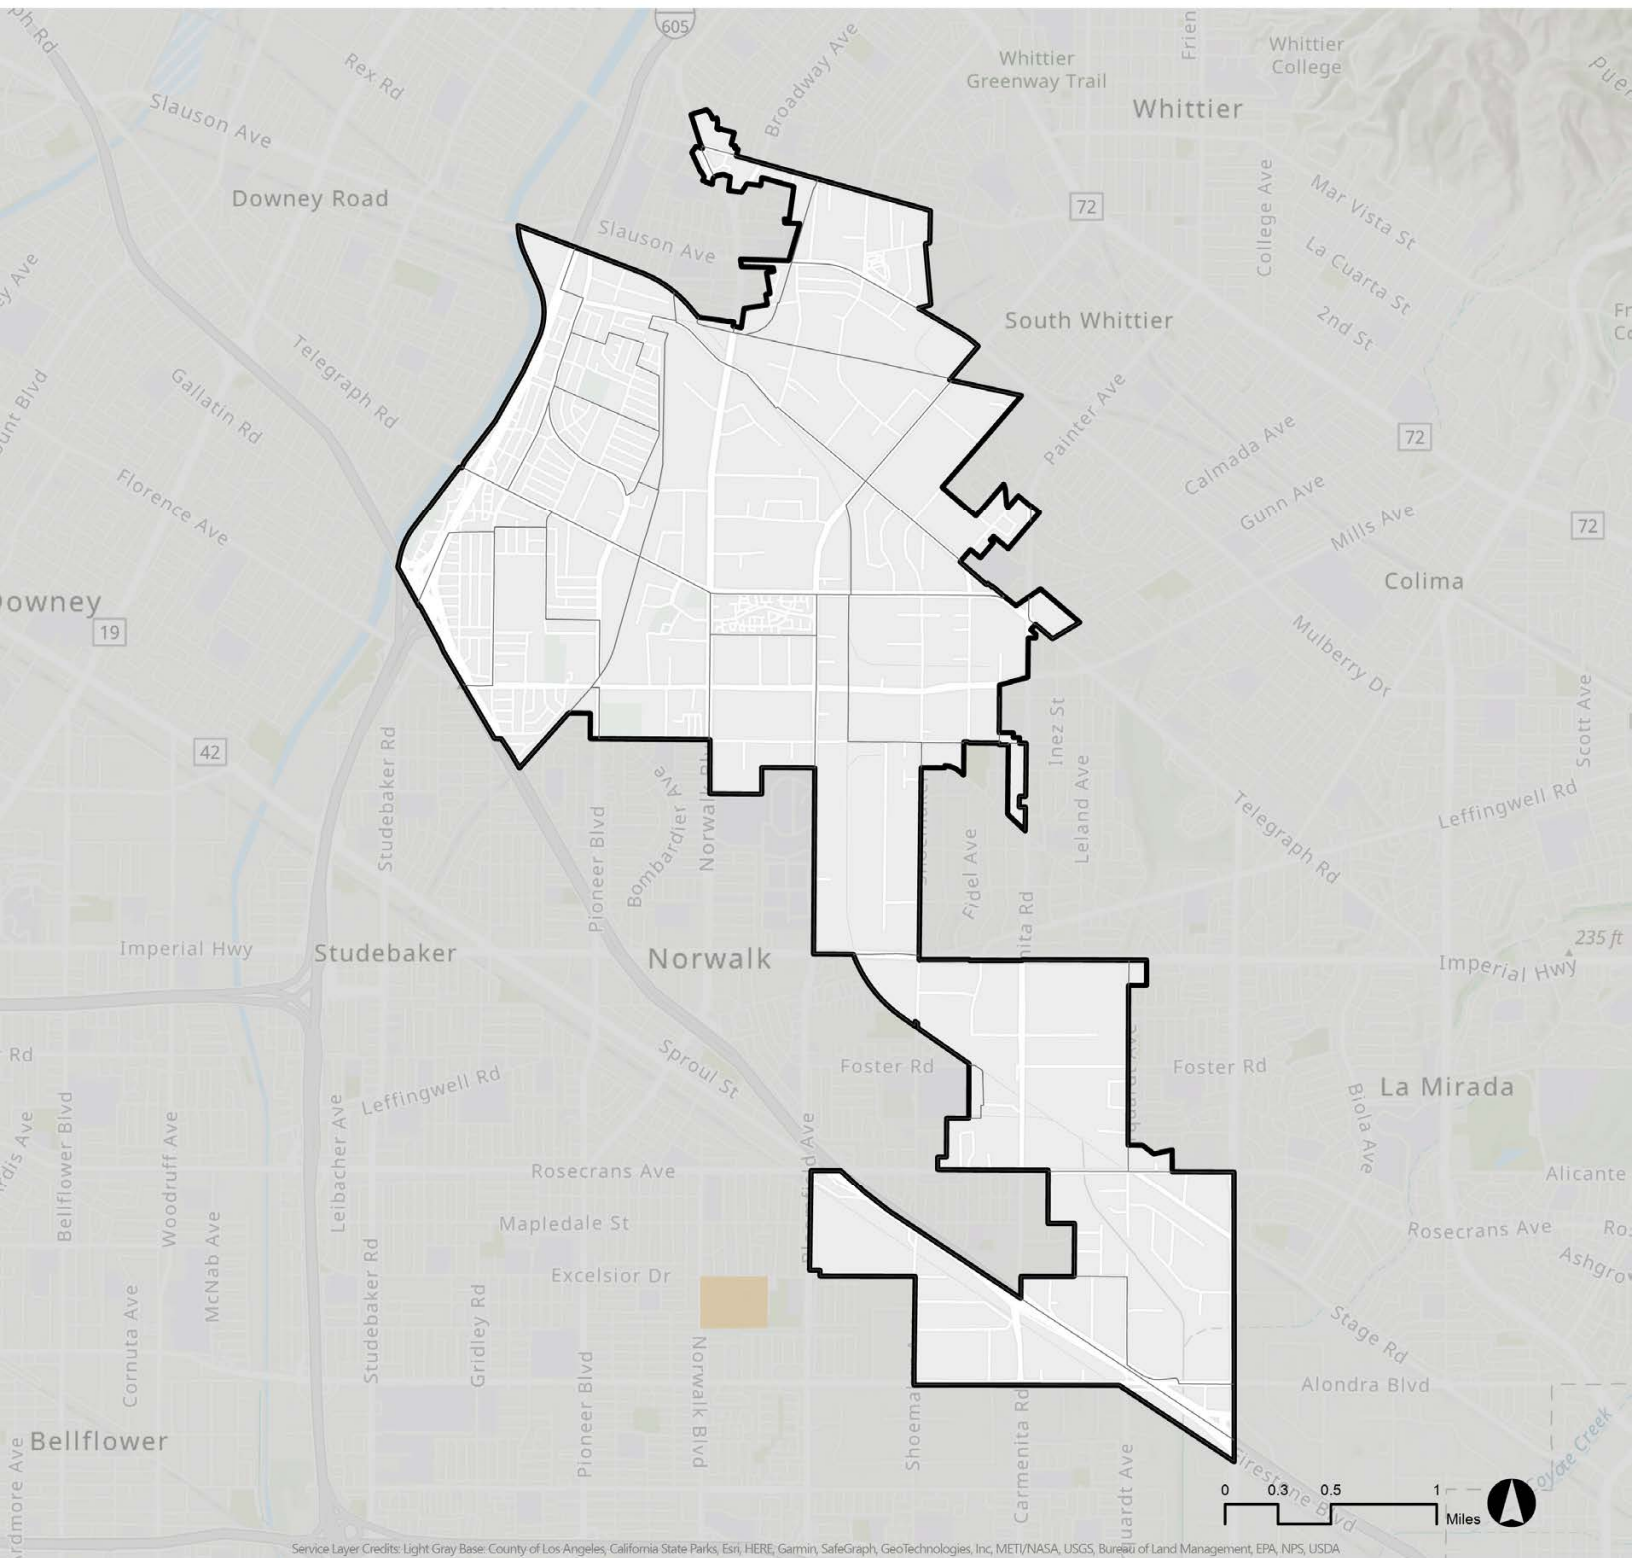 605
Rex Rd
Broadway Ave
Whittier
Greenway Trail
Whittier
College
Whittier
Slauson Ave
Downey Road
Slauson Ave
72
College Ave
Mar Vista St
La Cuarta St
2nd St
South Whittier
Telegraph Rd
Gallatin Rd
Painter Ave
72
Calmada Ave
Gunn Ave
Mills Ave
72
Florence Ave
Colima
19
Mulberry Dr
Inez St
Scott Ave
42
Studebaker Rd
Leland Ave
Pioneer Blvd
Bombardier Ave
Fidel Ave
Telegraph Rd
Leffingwell Rd
235 ft
Imperial Hwy
Studebaker
Norwalk
Imperial Hwy
Sproul St
Foster Rd
Foster Rd
La Mirada
Leffingwell Rd
Bellflower Blvd
Woodruff Ave
Leibacher Ave
Biola Ave
Rosecrans Ave
Alicante
Mapledale St
Rosecrans Ave
McNab Ave
Excelsior Dr
Cornuta Ave
Studebaker Rd
Gridley Rd
Pioneer Blvd
Norwalk Blvd
Stage Rd
Alondra Blvd
Carmenita Rd
Bellflower
Coyote Creek
0 0.3 0.5 1
Miles
Service Layer Credits: Light Gray Base: County of Los Angeles, California State Parks, Esri, HERE, Garmin, SafeGraph, GeoTechnologies, Inc, METI/NASA, USGS, Bureau of Land Management, EPA, NPS, USDA